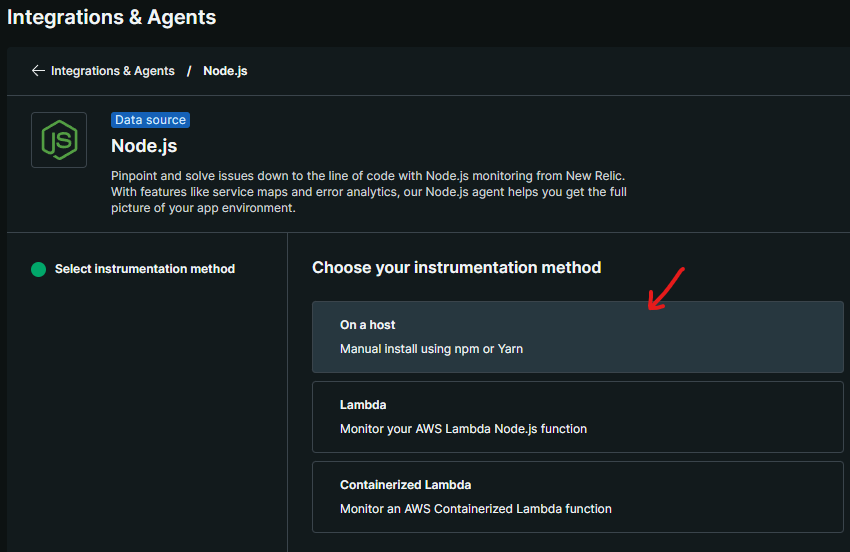 Integrations & Agents
← Integrations & Agents / Node.js
JS
Data source
Node.js
Pinpoint and solve issues down to the line of code with Node.js monitoring from New Relic.
With features like service maps and error analytics, our Node.js agent helps you get the full
picture of your app environment.
Select instrumentation method
Choose your instrumentation method
On a host
Manual install using npm or Yarn
Lambda
Monitor your AWS Lambda Node.js function
Containerized Lambda
Monitor an AWS Containerized Lambda function